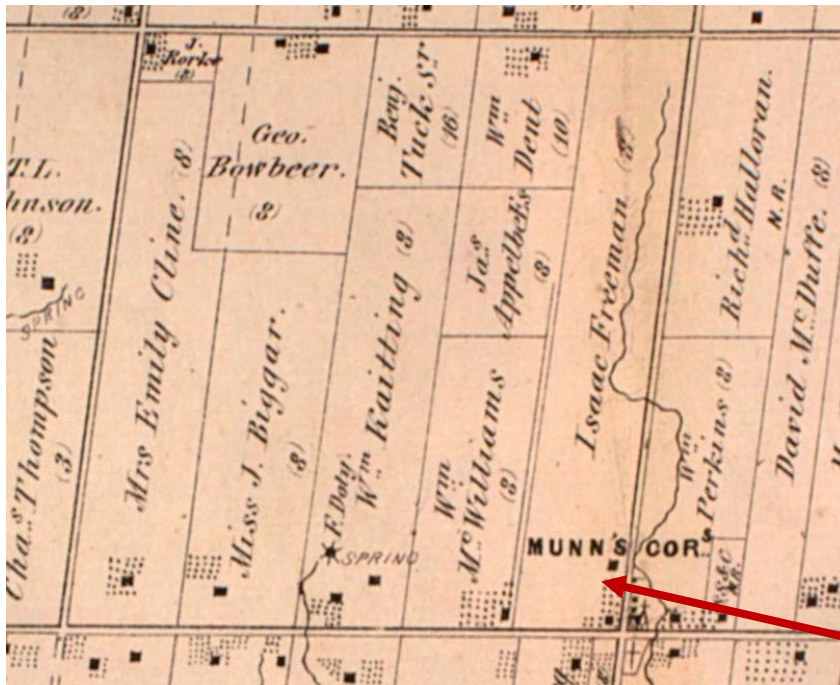 J.
Rorke
(8)
Geo.
Bowbeer.
(8)
Benj. Tuck Sr.
(16)
Wm Dent
(10)
T.L.
hnson.
(8)
SPRING
Mrs Emily Cline. (8)
Miss J. Biggar.
(8)
Wm Kaitting (8)
F. Doty.
SPRING
Jas Appelbe's
(8)
Wm McWilliams
(8)
Isaac Freeman (8)
Richd Halloran.
N.R.
David McDuffe. (8)
Wm Perkins (8)
Chas Thompson
(3)
MUNN'S CORS